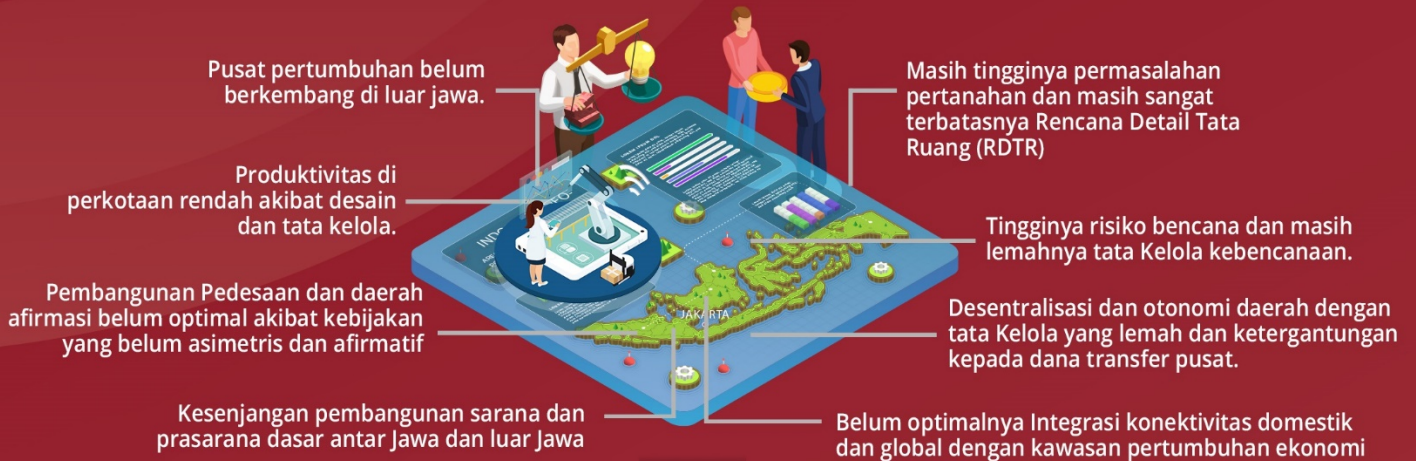 Pusat pertumbuhan belum
berkembang di luar jawa.
Produktivitas di
perkotaan rendah akibat desain
dan tata kelola.
Pembangunan Pedesaan dan daerah
afirmasi belum optimal akibat kebijakan
yang belum asimetris dan afirmatif
Kesenjangan pembangunan sarana dan
prasarana dasar antar Jawa dan luar Jawa
JAKARTA
Masih tingginya permasalahan
pertanahan dan masih sangat
terbatasnya Rencana Detail Tata
Ruang (RDTR)
Tingginya risiko bencana dan masih
lemahnya tata Kelola kebencanaan.
Desentralisasi dan otonomi daerah dengan
tata Kelola yang lemah dan ketergantungan
kepada dana transfer pusat.
Belum optimalnya Integrasi konektivitas domestik
dan global dengan kawasan pertumbuhan ekonomi